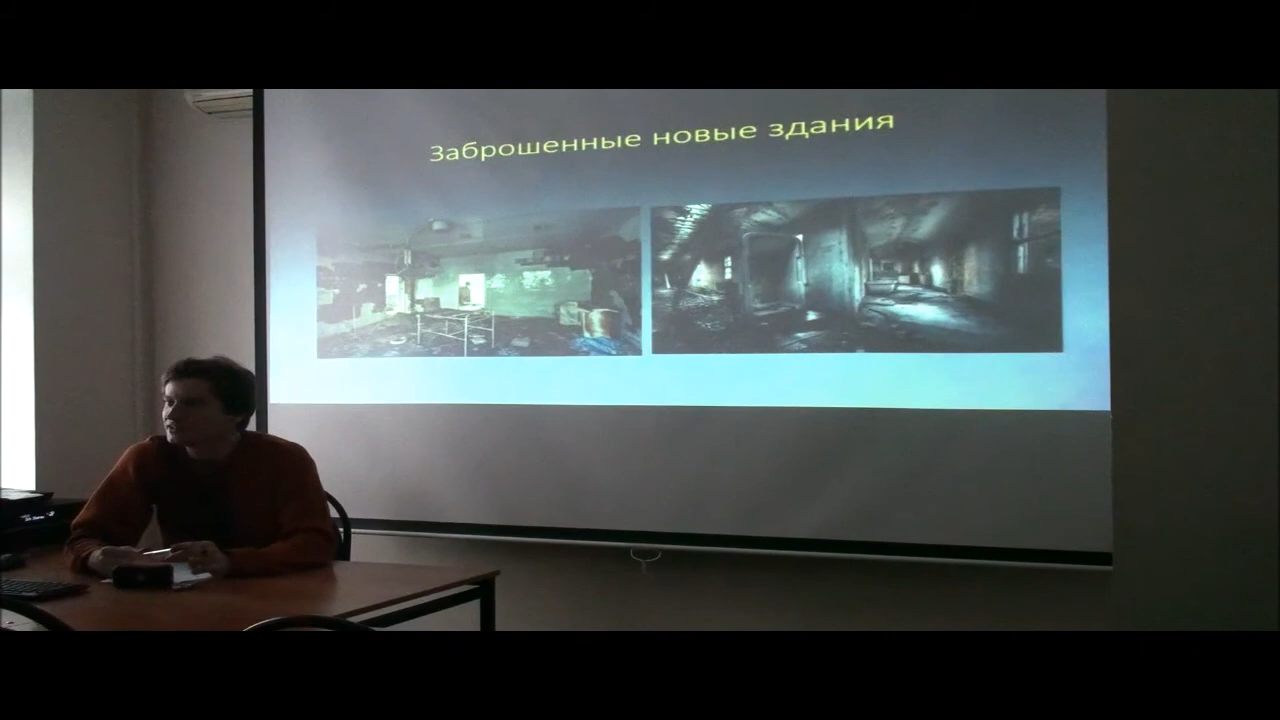 Заброшенные новые здания